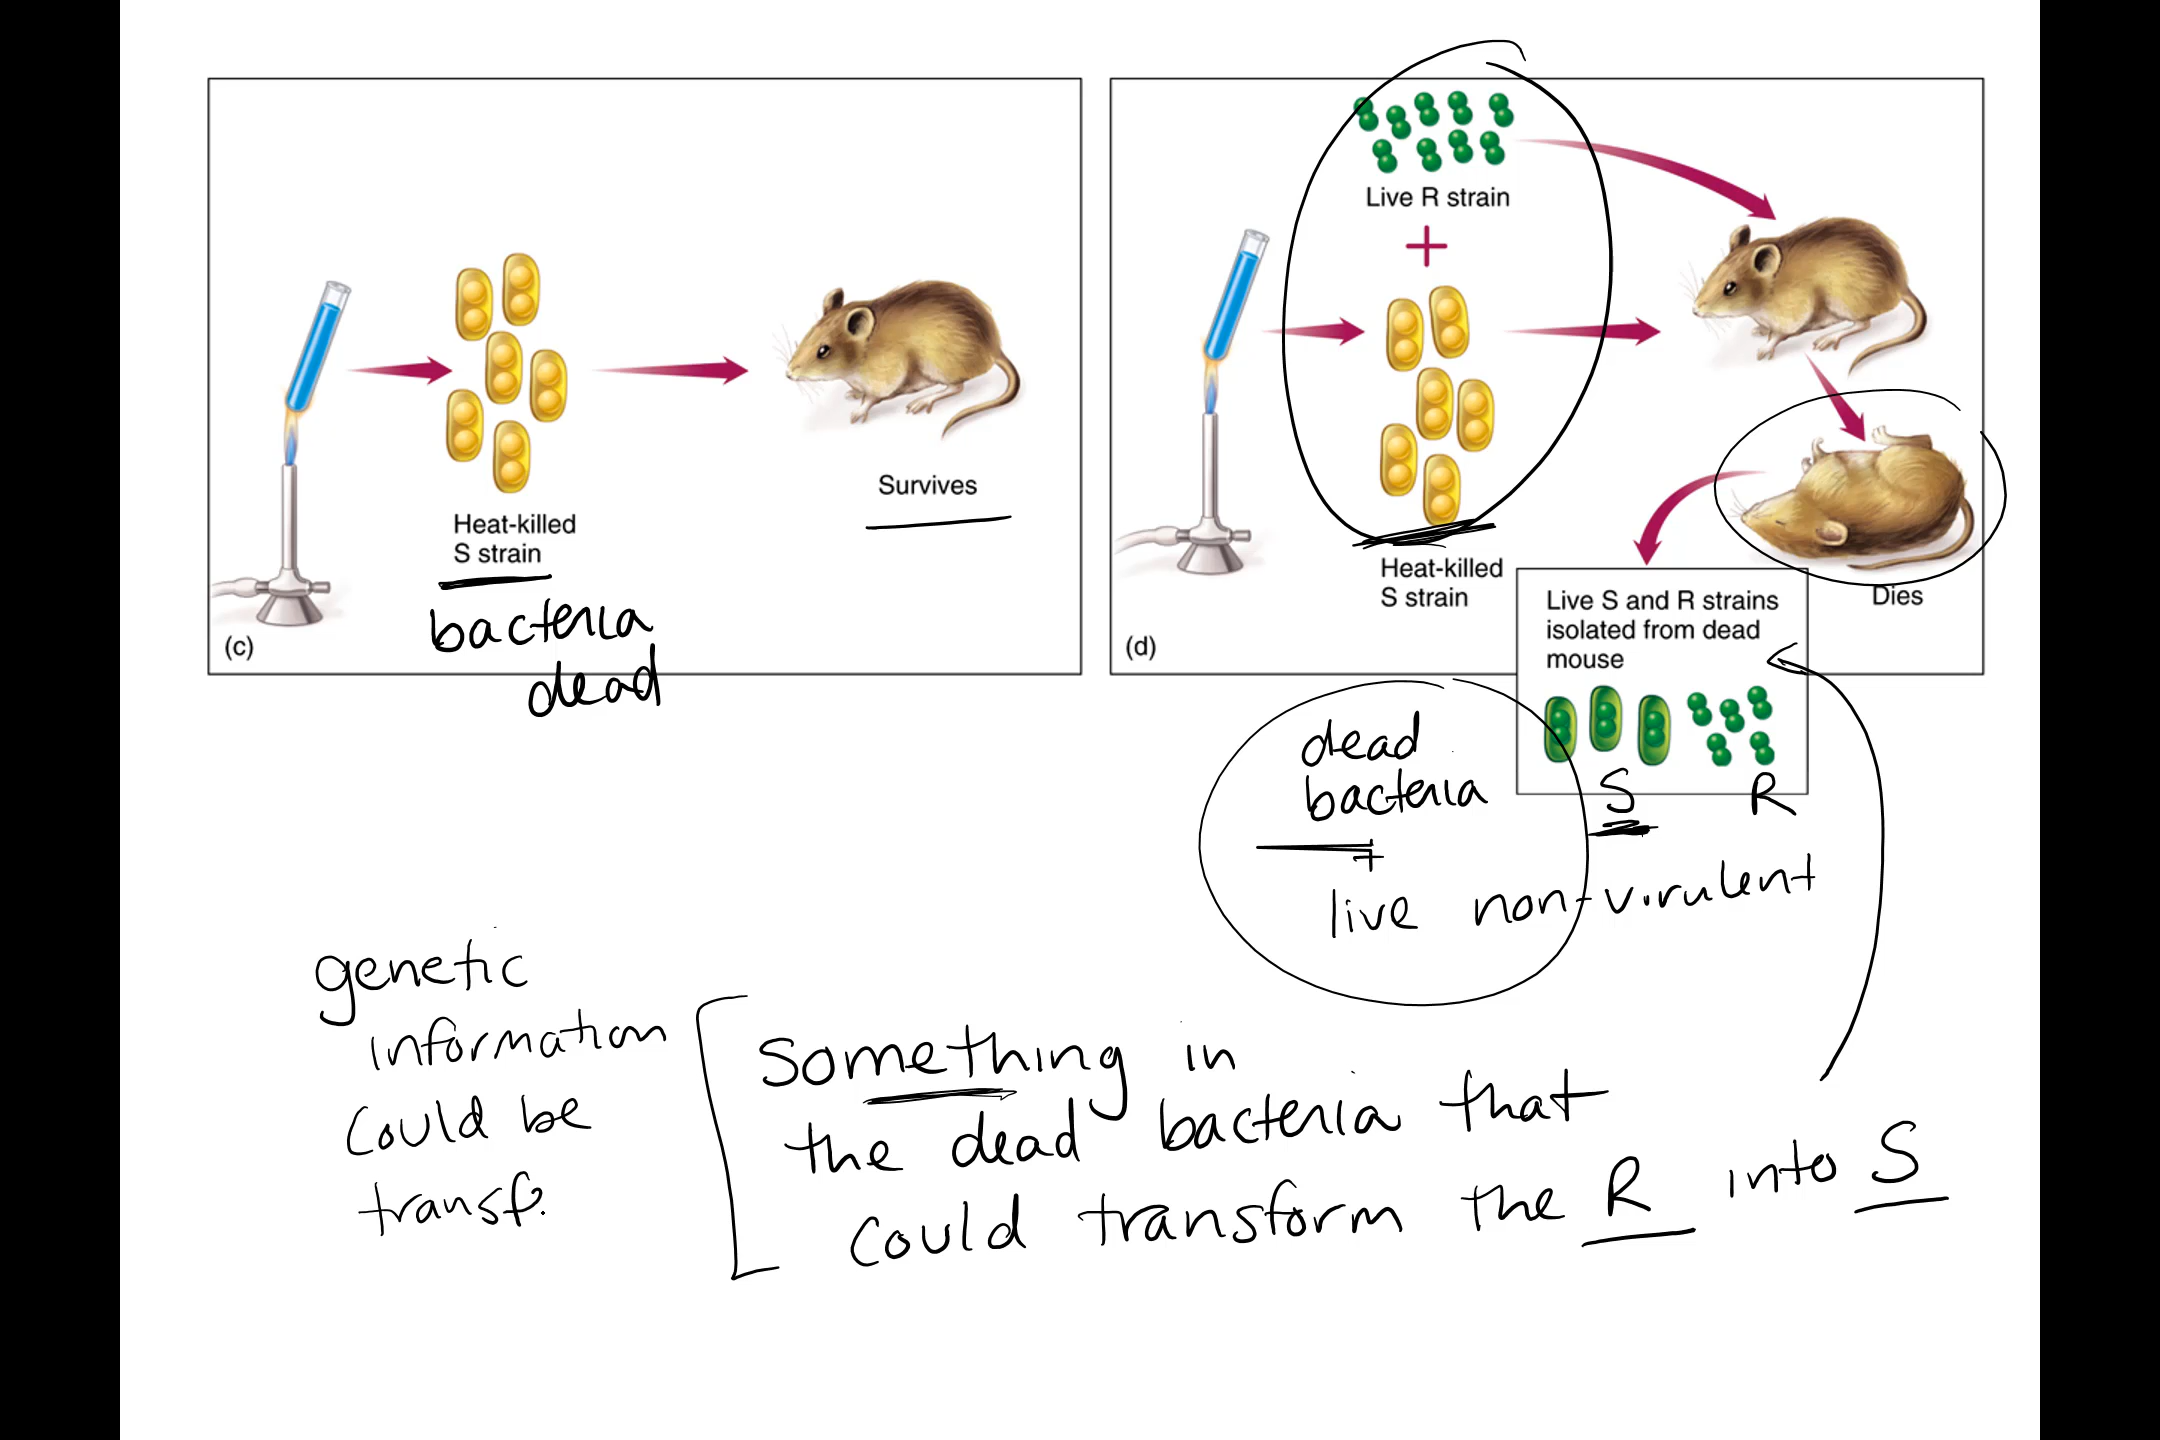 Heat-killed
S strain
bacteria
dead
Survives
(c)
Live R strain
+
Heat-killed
S strain
Dies
Live S and R strains
isolated from dead
mouse
S R
(d)
dead
bacteria
+
live non-virulent
genetic
information
could be
transf.
Something in
the dead bacteria that
could transform the R into S